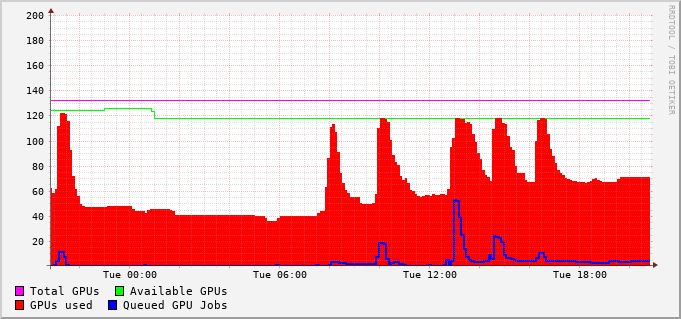 200
180
160
140
120
100
80
60
40
20
Tue 00:00 Tue 06:00 Tue 12:00 Tue 18:00
Total GPUs Available GPUs
GPUs used Queued GPU Jobs
RRDTOOL / TOBI OETIKER